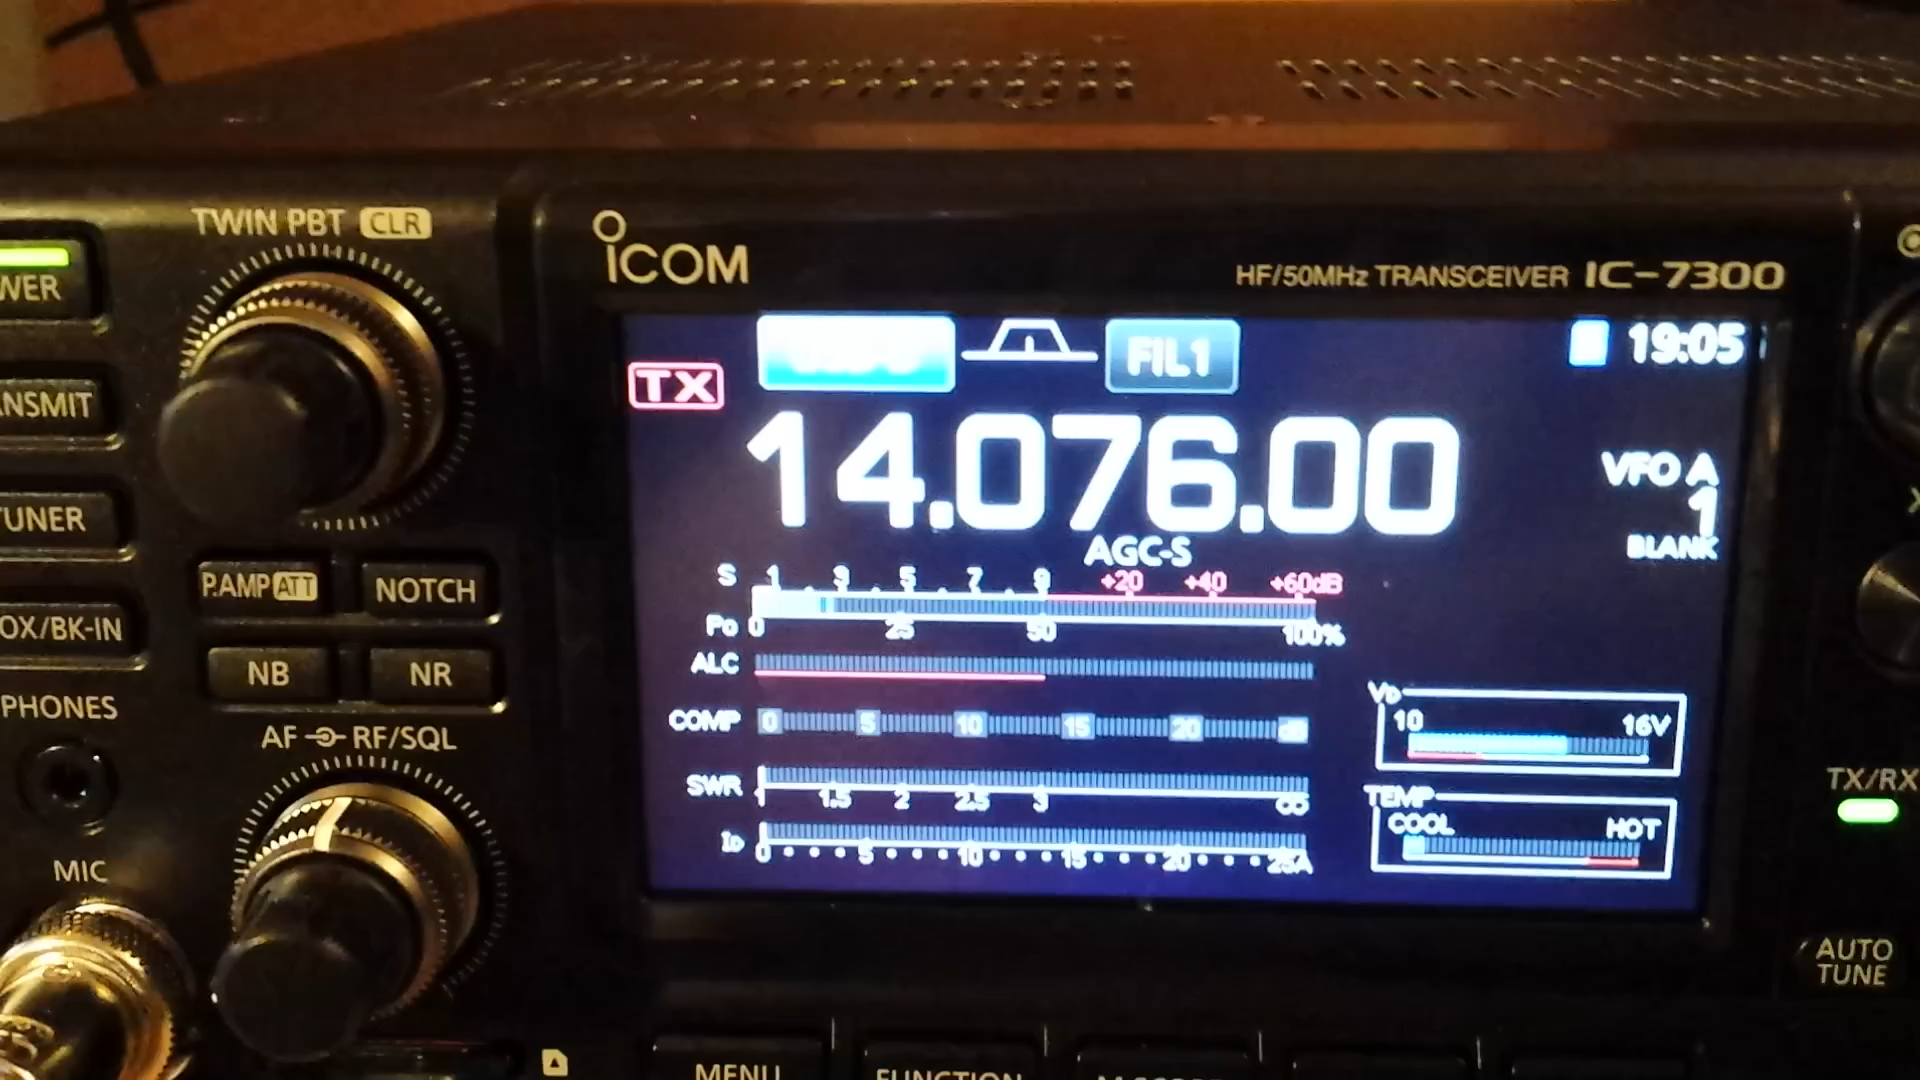 TWIN PBT CLR
ICOM
HF/50MHz TRANSCEIVER IC-7300
FIL1
19:05
TX
14.076.00
VFO A
1
BLANK
AGC-S
S 1 3 5 7 9 +20 +40 +60dB
Po 0 25 50 100%
ALC
COMP 0 5 10 15 20 dB
SWR 1 1.5 2 2.5 3 ∞
ID 0 5 10 15 20 25A
VD
10 16V
TEMP
COOL HOT
WER
NSMIT
TUNER
P.AMP ATT
NOTCH
OX/BK-IN
NB
NR
PHONES
AF RF/SQL
MIC
TX/RX
AUTO
TUNE
MENU
FUNCTION